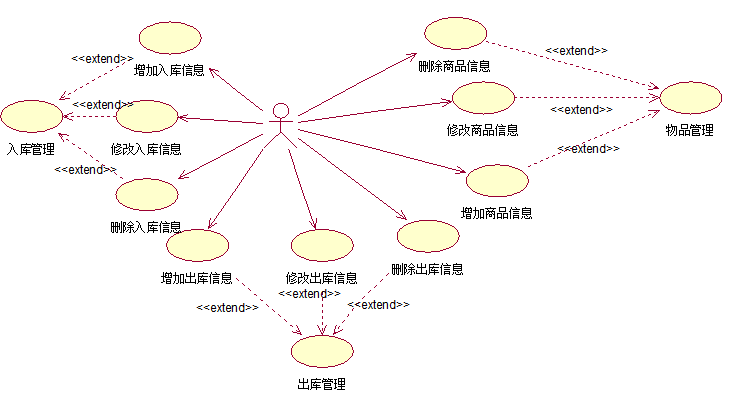 <<extend>>
增加入库信息
<<extend>>
删除商品信息
<<extend>>
入库管理
修改入库信息
<<extend>>
修改商品信息
物品管理
<<extend>>
删除入库信息
<<extend>>
增加商品信息
增加出库信息
修改出库信息
删除出库信息
<<extend>>
<<extend>>
<<extend>>
出库管理